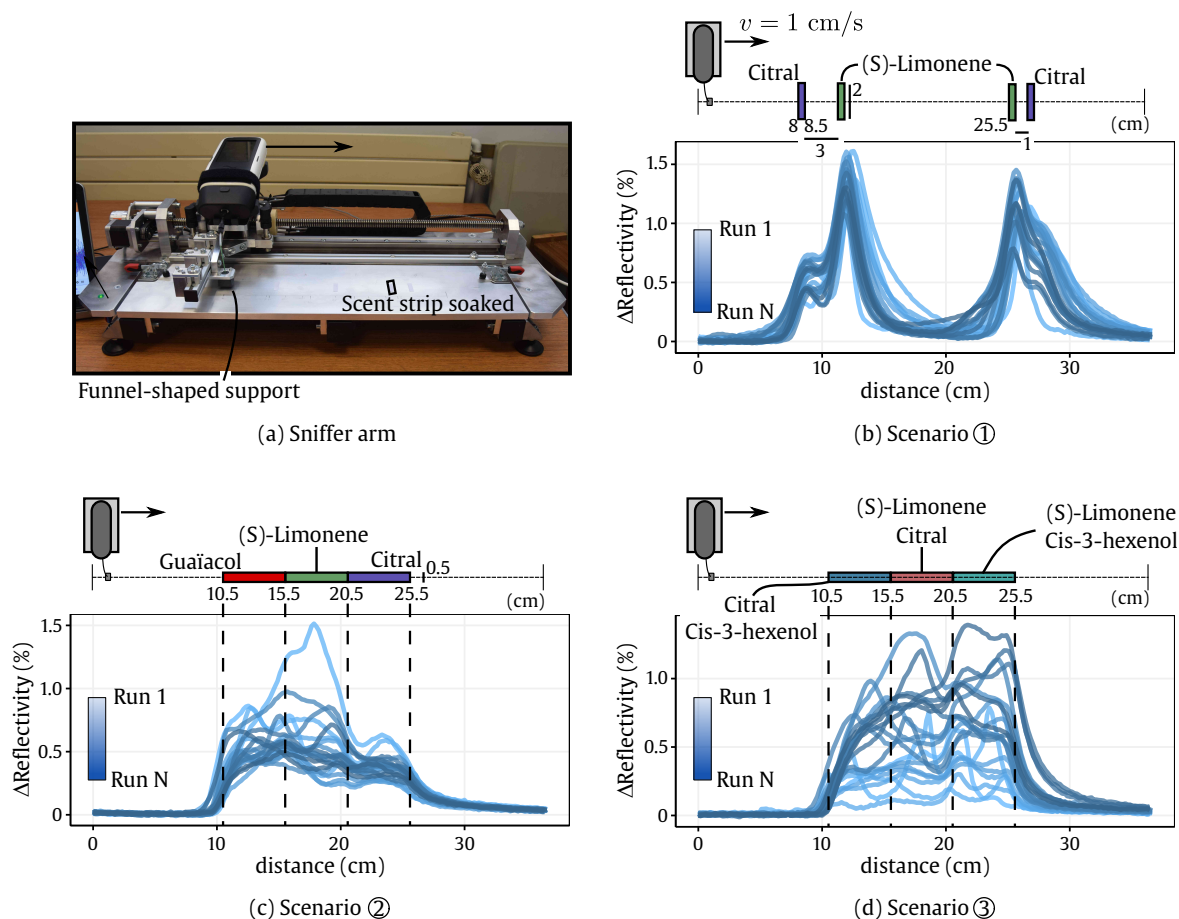 Scent strip soaked
Funnel-shaped support
(a) Sniffer arm
v = 1 cm/s
(S)-Limonene
Citral
Citral
2
8
8.5
25.5
(cm)
3
1
1.5
1.0
0.5
0
ΔReflectivity (%)
Run 1
Run N
0
10
20
30
distance (cm)
(b) Scenario ①
(S)-Limonene
Guaïacol
Citral
0.5
10.5
15.5
20.5
25.5
(cm)
1.5
1.0
0.5
0
ΔReflectivity (%)
Run 1
Run N
0
10
20
30
distance (cm)
(c) Scenario ②
(S)-Limonene
Citral
(S)-Limonene
Cis-3-hexenol
10.5
15.5
20.5
25.5
(cm)
Citral
Cis-3-hexenol
1.5
1.0
0.5
0
ΔReflectivity (%)
Run 1
Run N
0
10
20
30
distance (cm)
(d) Scenario ③